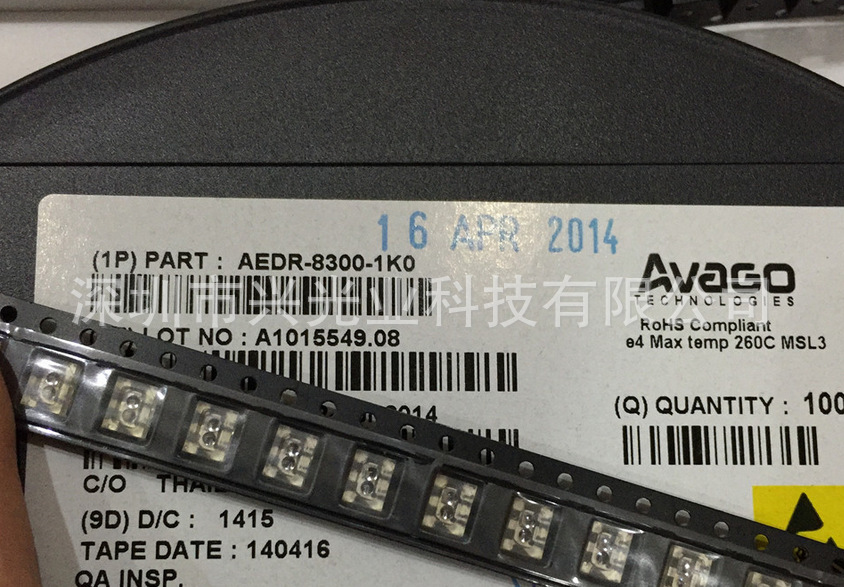 16 APR 2014
(1P) PART : AEDR-8300-1K0
AVAGO
TECHNOLOGIES
深圳市兴光业科技有限公司
RoHS Compliant
e4 Max temp 260C MSL3
LOT NO : A1015549.08
2014
(Q) QUANTITY : 100
C/O
(9D) D/C : 1415
TAPE DATE : 140416
QA INSP.